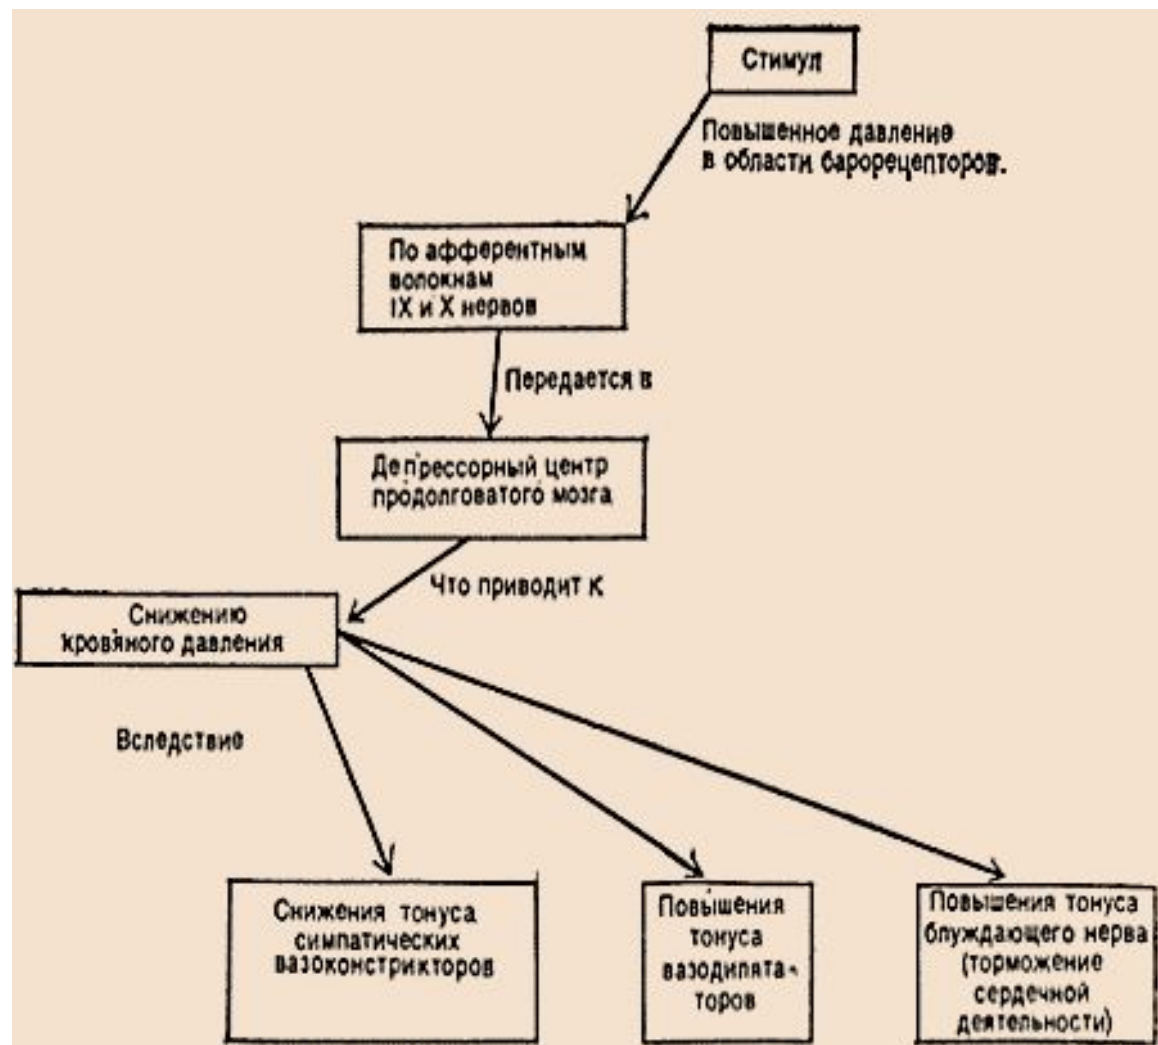 Стимул
Повышенное давление
в области барорецепторов.
По афферентным
волокнам
IX и X нервов
Передается в
Депрессорный центр
продолговатого мозга
Что приводит к
Снижению
кровяного давления
Вследствие
Снижения тонуса
симпатических
вазоконстрикторов
Повышения
тонуса
вазодилята-
торов
Повышения тонуса
блуждающего нерва
(торможение
сердечной
деятельности)